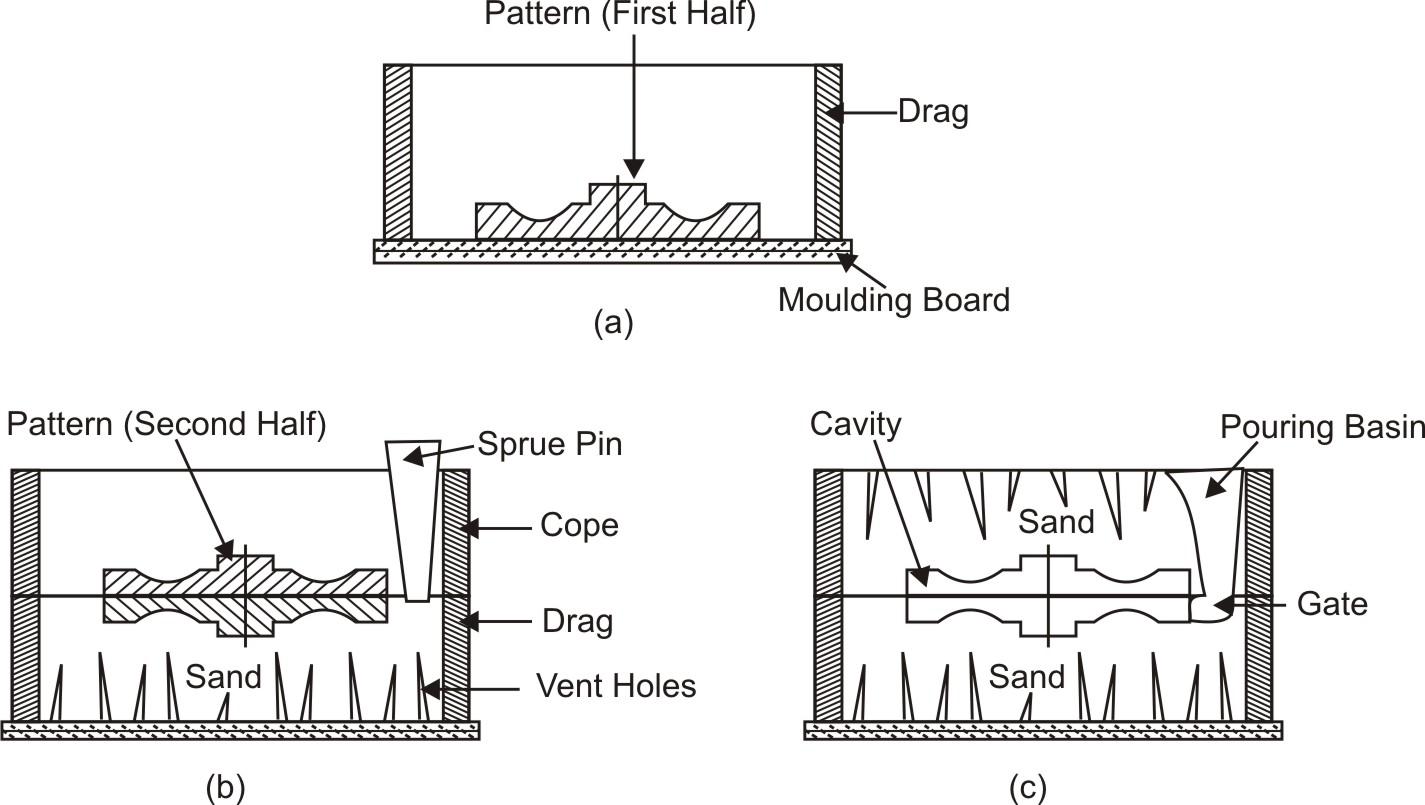 Pattern (First Half)
Drag
Moulding Board
(a)
Pattern (Second Half)
Sprue Pin
Cope
Drag
Sand
Vent Holes
(b)
Cavity
Pouring Basin
Sand
Gate
Sand
(c)